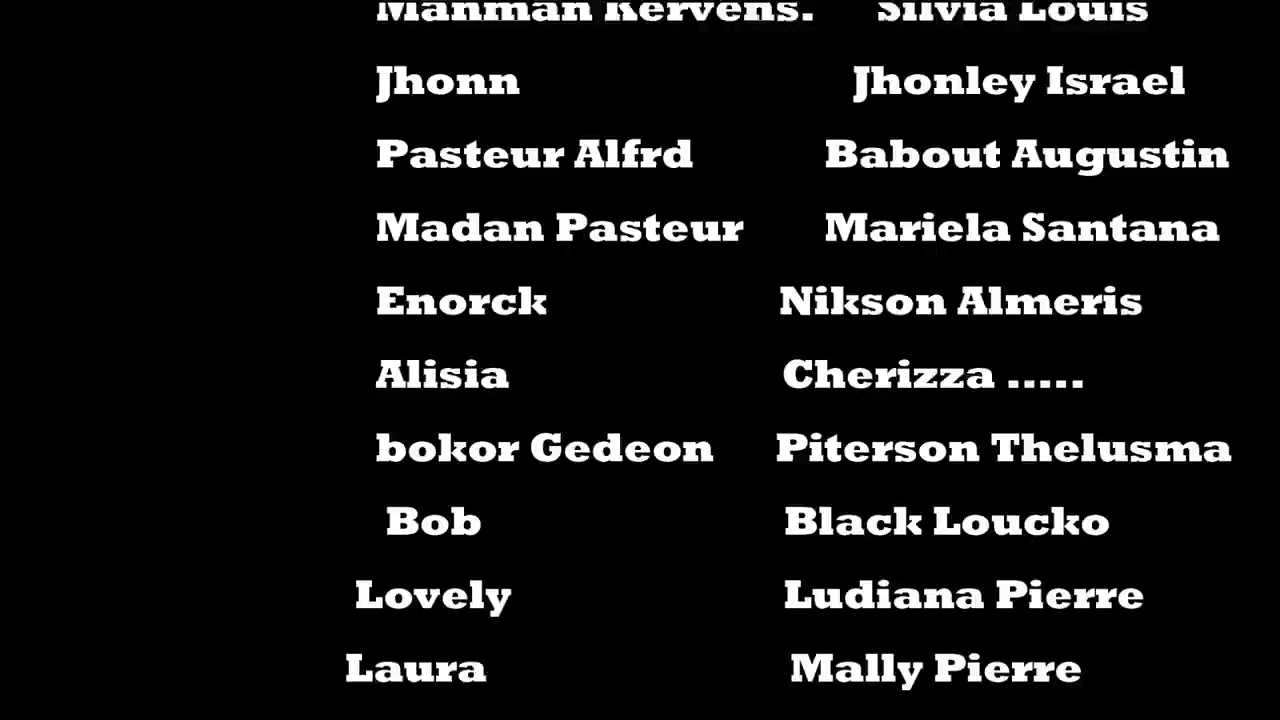 Manman Kervens. Silvia Louis
Jhonn Jhonley Israel
Pasteur Alfrd Babout Augustin
Madan Pasteur Mariela Santana
Enorck Nikson Almeris
Alisia Cherizza .....
bokor Gedeon Piterson Thelusma
Bob Black Loucko
Lovely Ludiana Pierre
Laura Mally Pierre